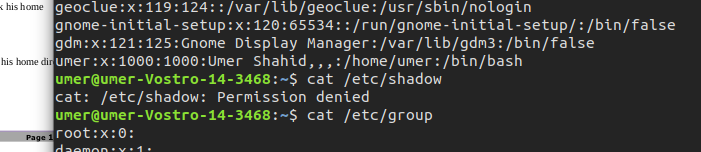 k his home
his home dir
Page 1
geoclue:x:119:124::/var/lib/geoclue:/usr/sbin/nologin
gnome-initial-setup:x:120:65534::/run/gnome-initial-setup/:/bin/false
gdm:x:121:125:Gnome Display Manager:/var/lib/gdm3:/bin/false
umer:x:1000:1000:Umer Shahid,,,:/home/umer:/bin/bash
umer@umer-Vostro-14-3468:~$ cat /etc/shadow
cat: /etc/shadow: Permission denied
umer@umer-Vostro-14-3468:~$ cat /etc/group
root:x:0:
daemon:x:1: